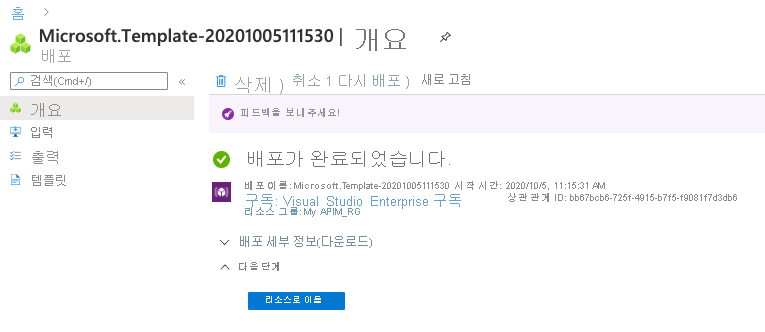 홈
Microsoft.Template-20201005111530 | 개요
배포
검색(Cmd+/)
삭제 ) 취소 1 다시 배포 ) 새로 고침
개요
피드백을 보내주세요!
입력
출력
배포가 완료되었습니다.
템플릿
배포 이름: Microsoft.Template-20201005111530 시작 시간: 2020/10/5, 11:15:31 AM
구독: Visual Studio Enterprise 구독 상관 관계 ID: bb67bcb6-725f-4915-b7f5-f9081f7d3db6
리소스 그룹: My APIM_RG
배포 세부 정보(다운로드)
다음 단계
리소스로 이동